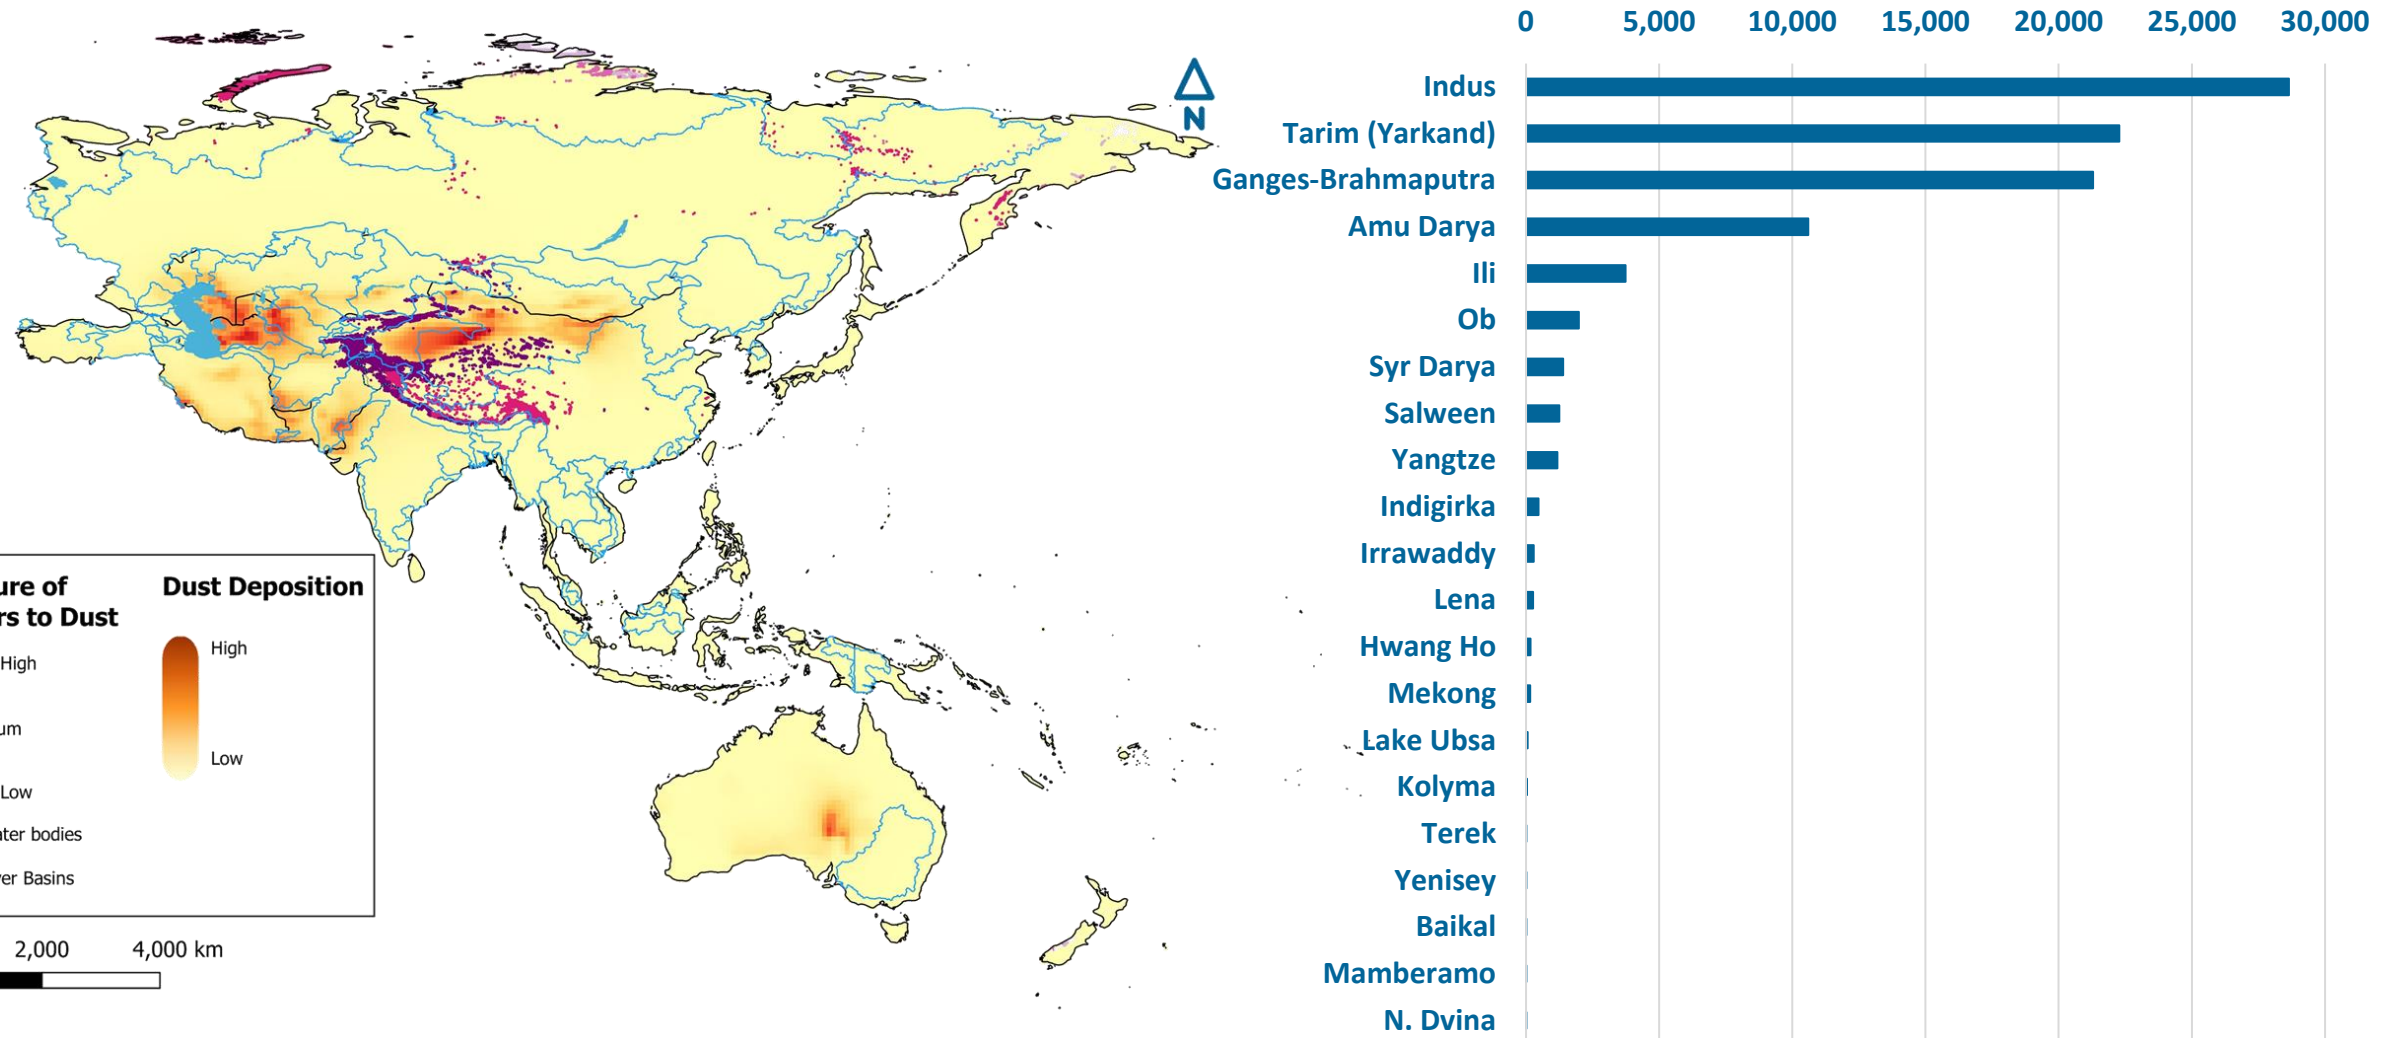 N
ure of
rs to Dust
High
um
Low
ater bodies
er Basins
Dust Deposition
High
Low
2,000 4,000 km
0 5,000 10,000 15,000 20,000 25,000 30,000
Indus
Tarim (Yarkand)
Ganges-Brahmaputra
Amu Darya
Ili
Ob
Syr Darya
Salween
Yangtze
Indigirka
Irrawaddy
Lena
Hwang Ho
Mekong
Lake Ubsa
Kolyma
Terek
Yenisey
Baikal
Mamberamo
N. Dvina